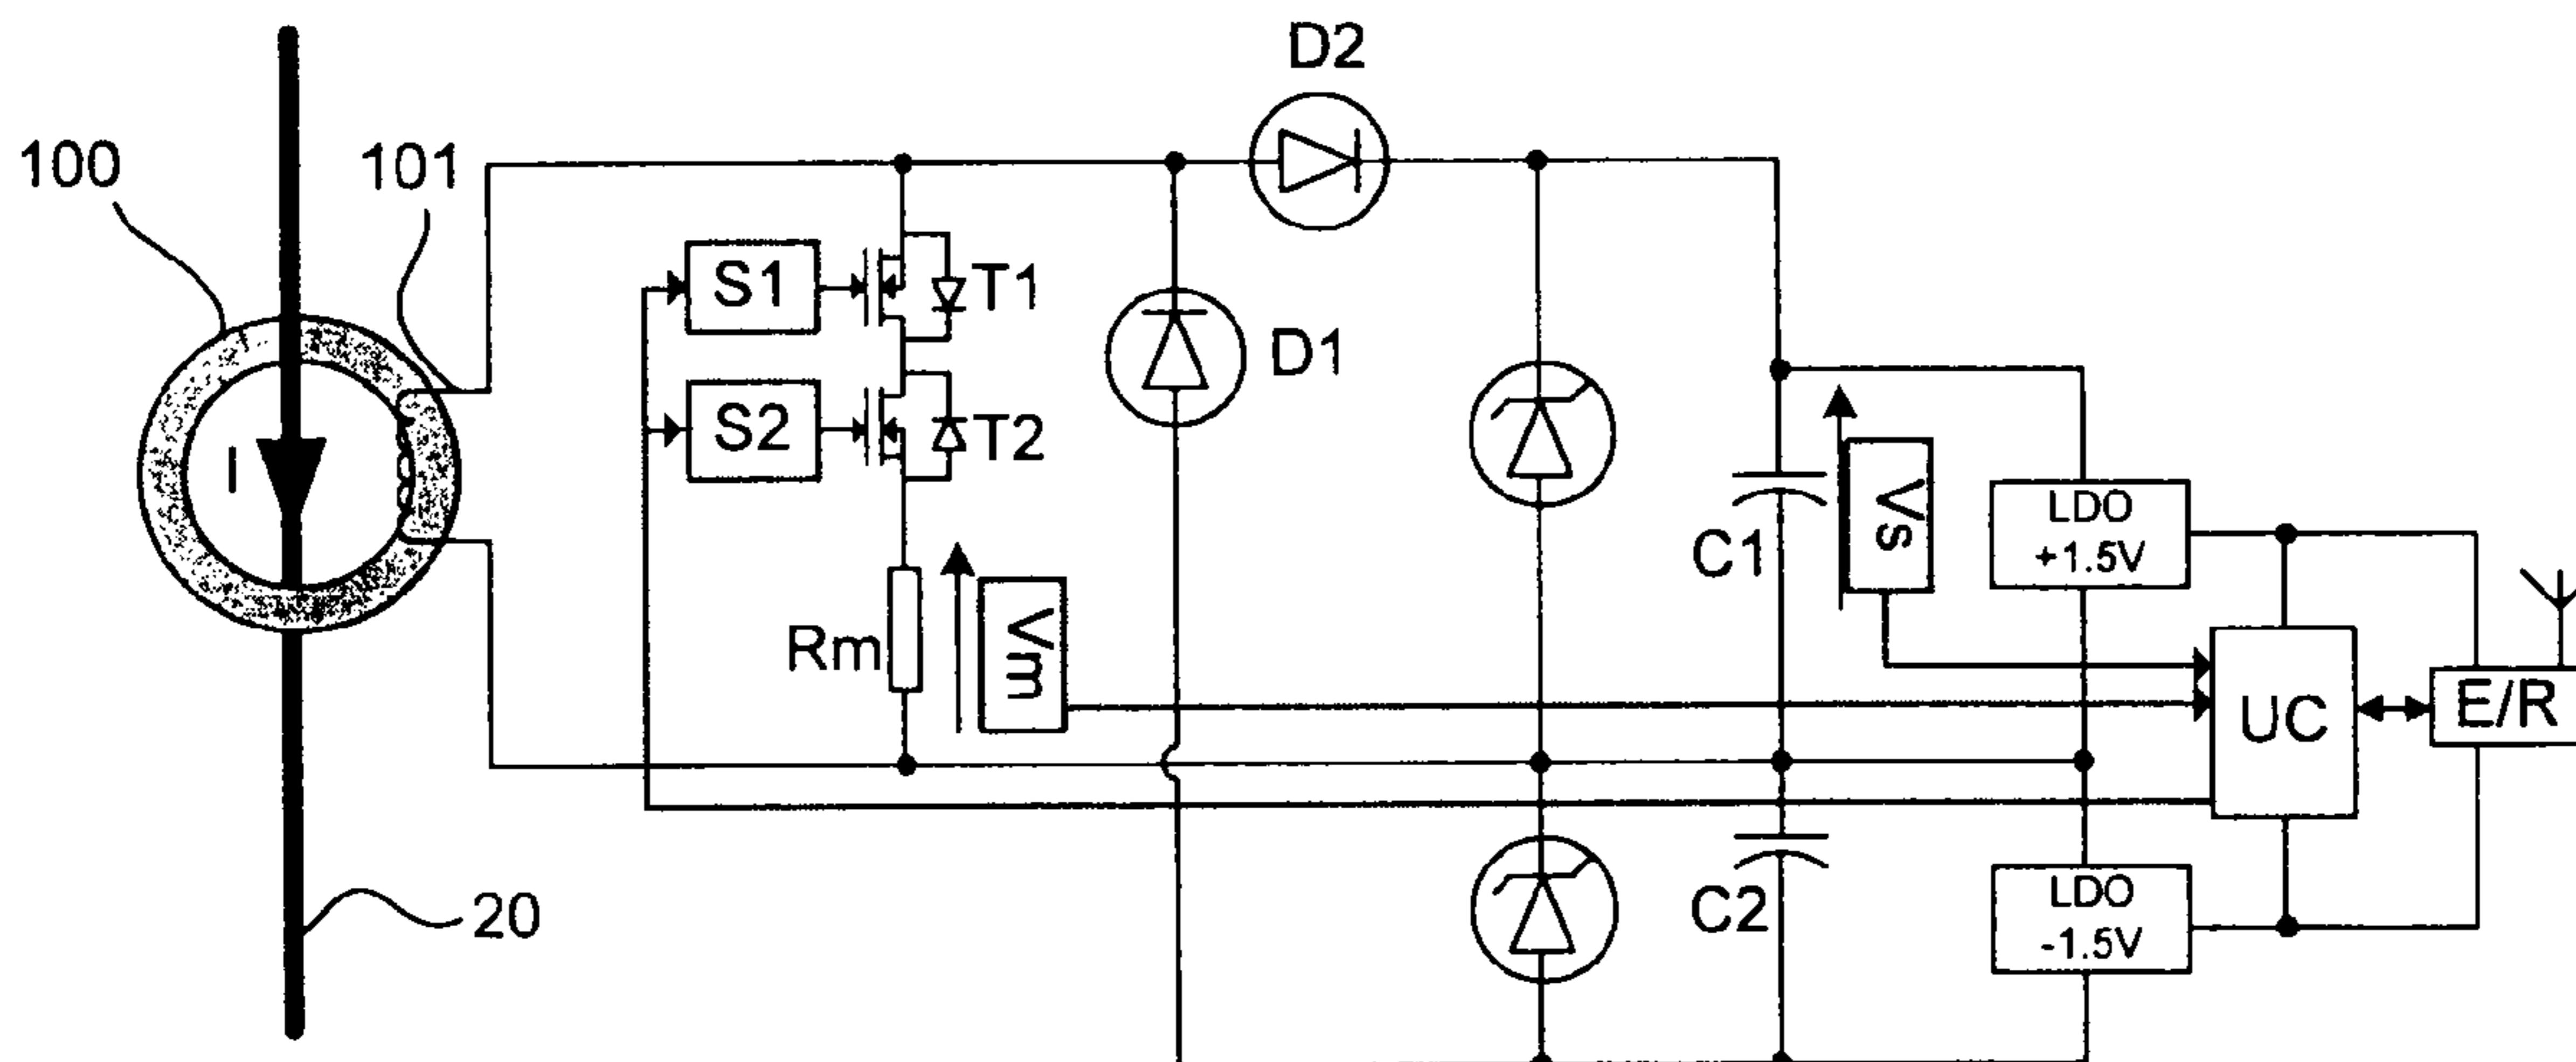 D2
100
101
S1
T1
D1
S2
T2
I
Vs
LDO
+1.5V
C1
Rm
Vm
UC
E/R
C2
LDO
-1.5V
20